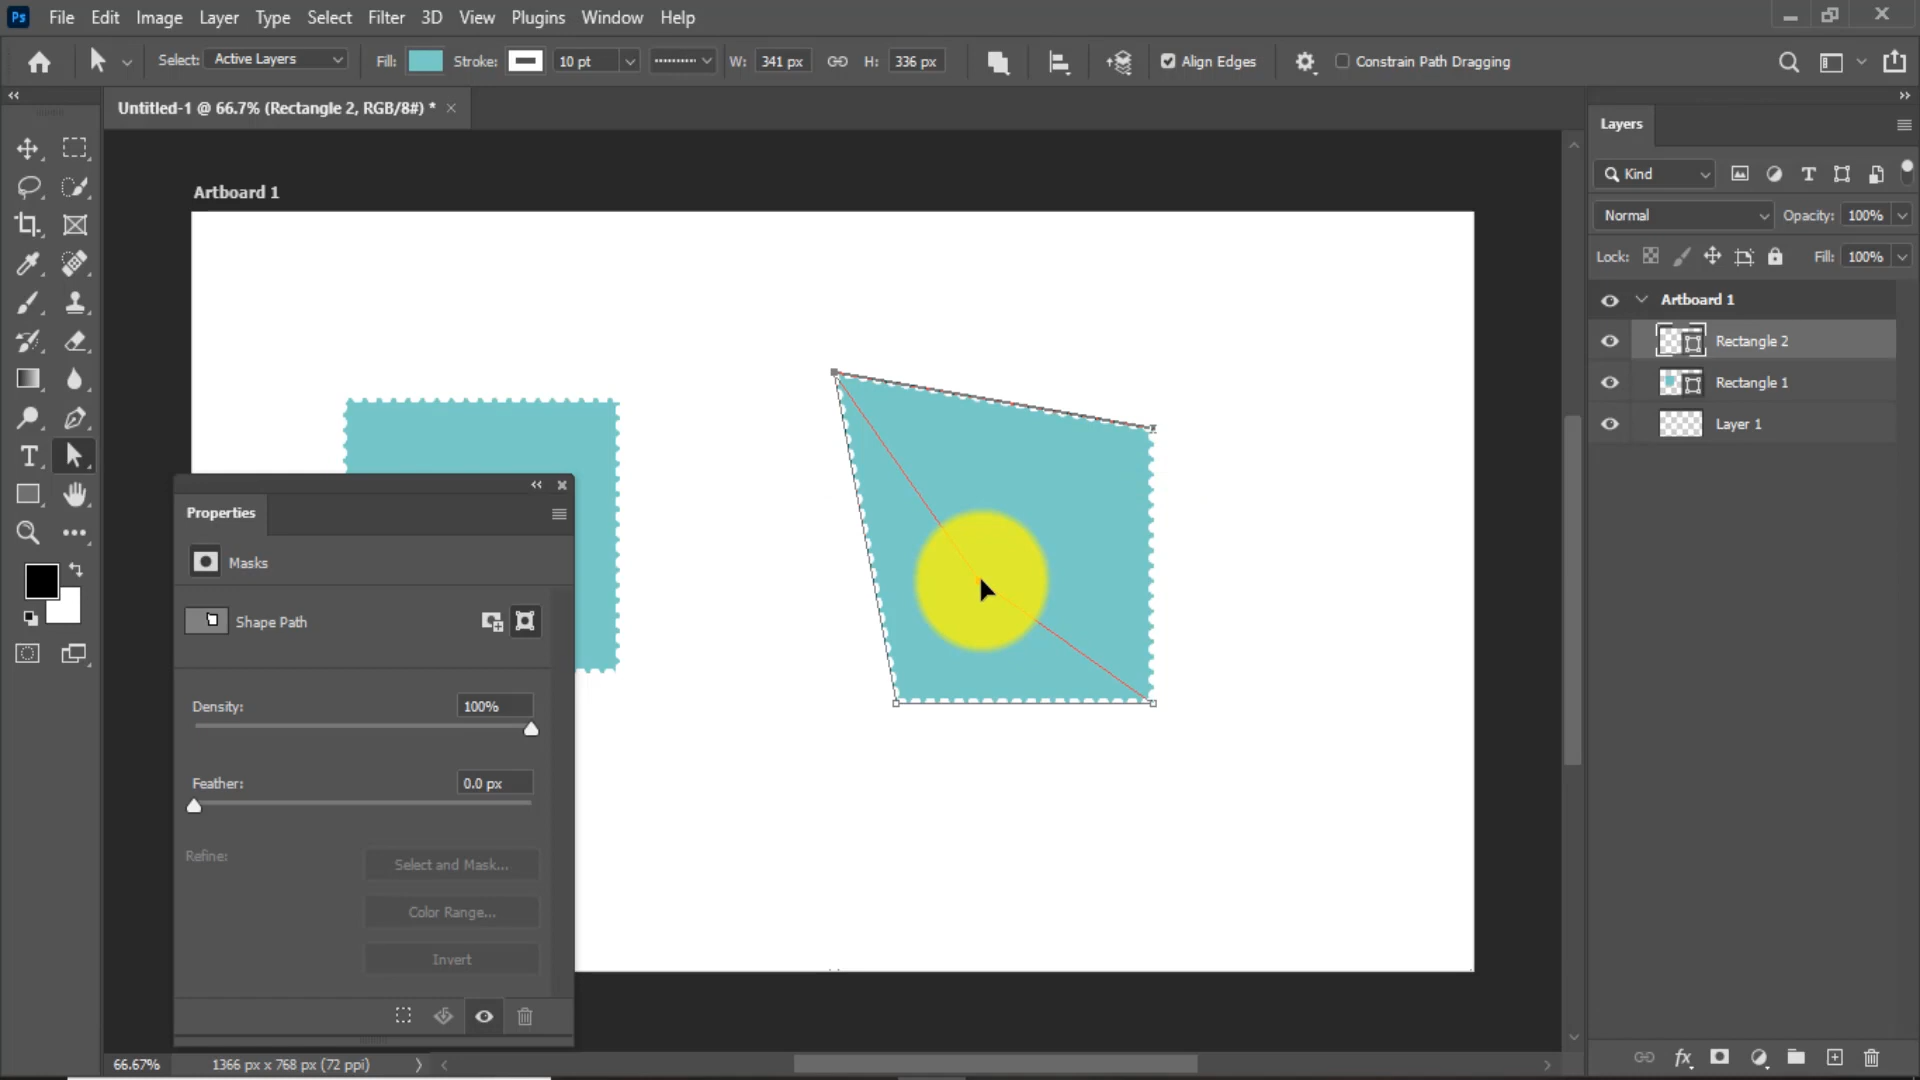 Ps File Edit Image Layer Type Select Filter 3D View Plugins Window Help
Select: Active Layers Fill: Stroke: 10 pt W: 341 px H: 336 px Align Edges Constrain Path Dragging
Untitled-1 @ 66.7% (Rectangle 2, RGB/8#) *
Artboard 1
Properties
Masks
Shape Path
Density: 100%
Feather: 0.0 px
Refine:
Select and Mask...
Color Range...
Invert
66.67% 1366 px x 768 px (72 ppi)
Layers
Kind
Normal Opacity: 100%
Lock: Fill: 100%
Artboard 1
Rectangle 2
Rectangle 1
Layer 1